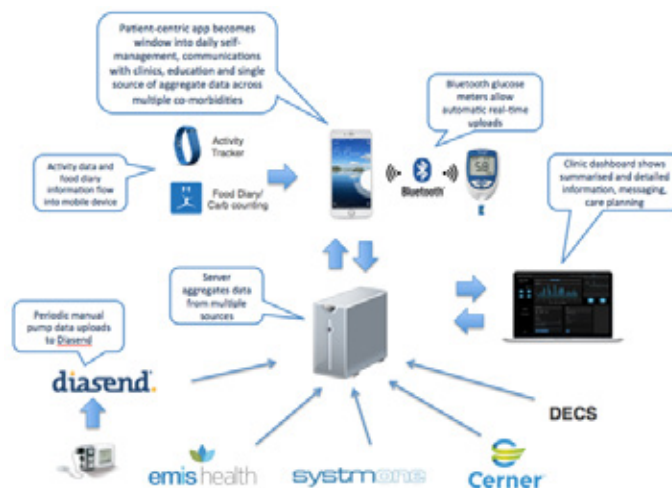 Patient-centric app becomes
window into daily self-
management, communications
with clinics, education and single
source of aggregate data across
multiple co-morbidities
Bluetooth glucose
meters allow
automatic real-time
uploads
Activity
Tracker
Activity data and
food diary
information flow
into mobile device
Food Diary/
Carb counting
Bluetooth
58
Clinic dashboard shows
summarised and detailed
information, messaging,
care planning
Server
aggregates data
from multiple
sources
Periodic manual
pump data uploads
to Diasend
diasend
DECS
emis health
systmone
Cerner